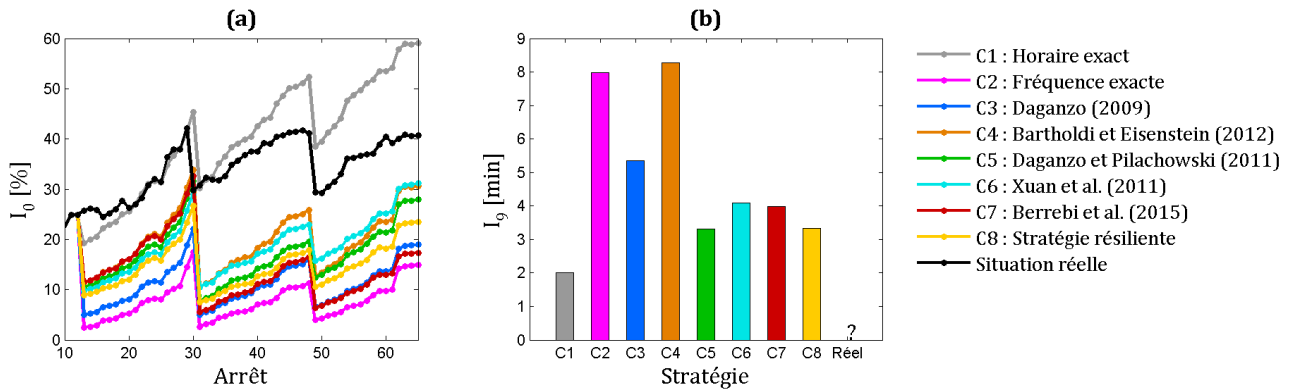 (a)
I0 [%]
60
50
40
30
20
10
0
10 20 30 40 50 60
Arrêt
(b)
I9 [min]
9
8
7
6
5
4
3
2
1
0
?
C1 C2 C3 C4 C5 C6 C7 C8 Réel
Stratégie
C1 : Horaire exact
C2 : Fréquence exacte
C3 : Daganzo (2009)
C4 : Bartholdi et Eisenstein (2012)
C5 : Daganzo et Pilachowski (2011)
C6 : Xuan et al. (2011)
C7 : Berrebi et al. (2015)
C8 : Stratégie résiliente
Situation réelle